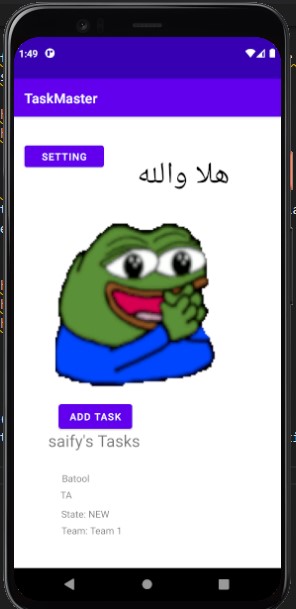 1:49
TaskMaster
SETTING
هلا والله
ADD TASK
saify's Tasks
Batool
TA
State: NEW
Team: Team 1